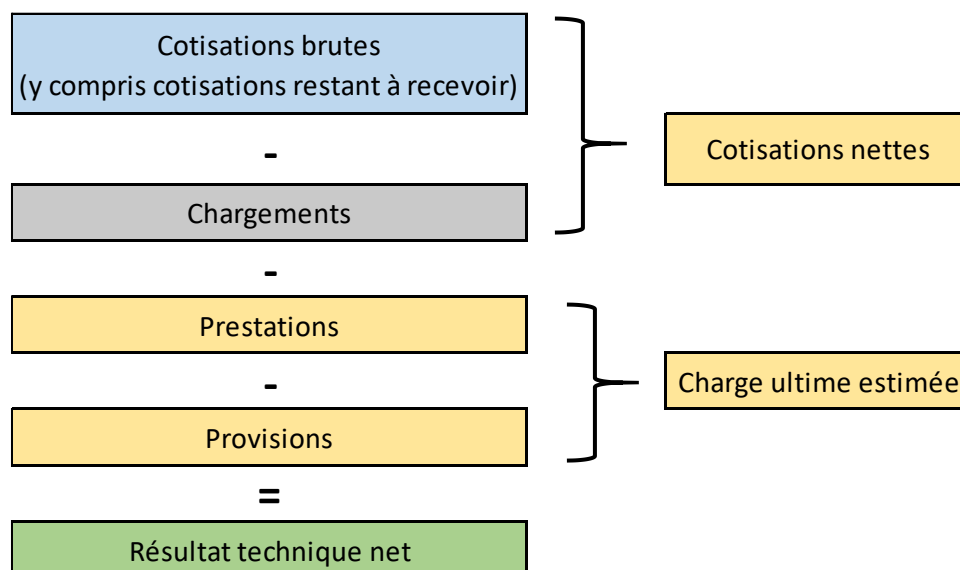 Cotisations brutes
(y compris cotisations restant à recevoir)
-
Cotisations nettes
Chargements
-
Prestations
-
Charge ultime estimée
Provisions
=
Résultat technique net